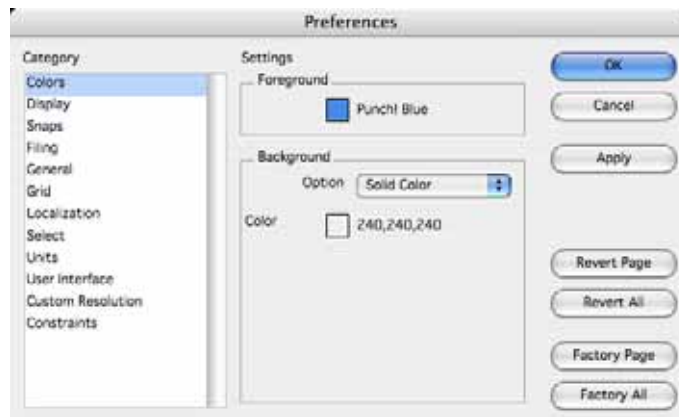 Preferences
Category
Colors
Display
Snaps
Filing
General
Grid
Localization
Select
Units
User Interface
Custom Resolution
Constraints
Settings
Foreground
Punch! Blue
Background
Option Solid Color
Color 240,240,240
OK
Cancel
Apply
Revert Page
Revert All
Factory Page
Factory All